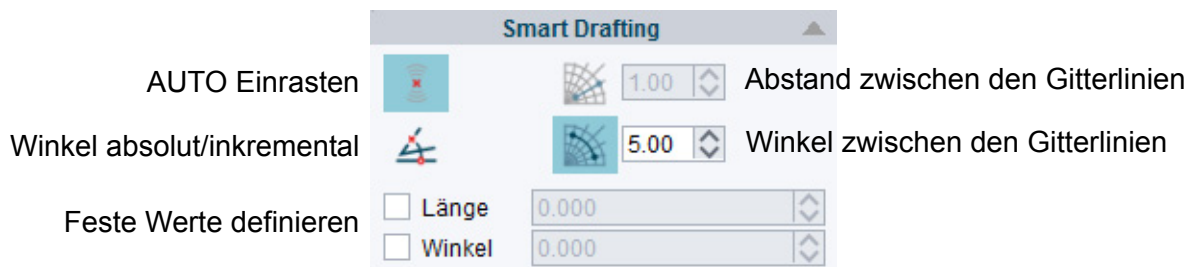 Smart Drafting
AUTO Einrasten 1.00 Abstand zwischen den Gitterlinien
Winkel absolut/inkremental 5.00 Winkel zwischen den Gitterlinien
Feste Werte definieren
Länge 0.000
Winkel 0.000